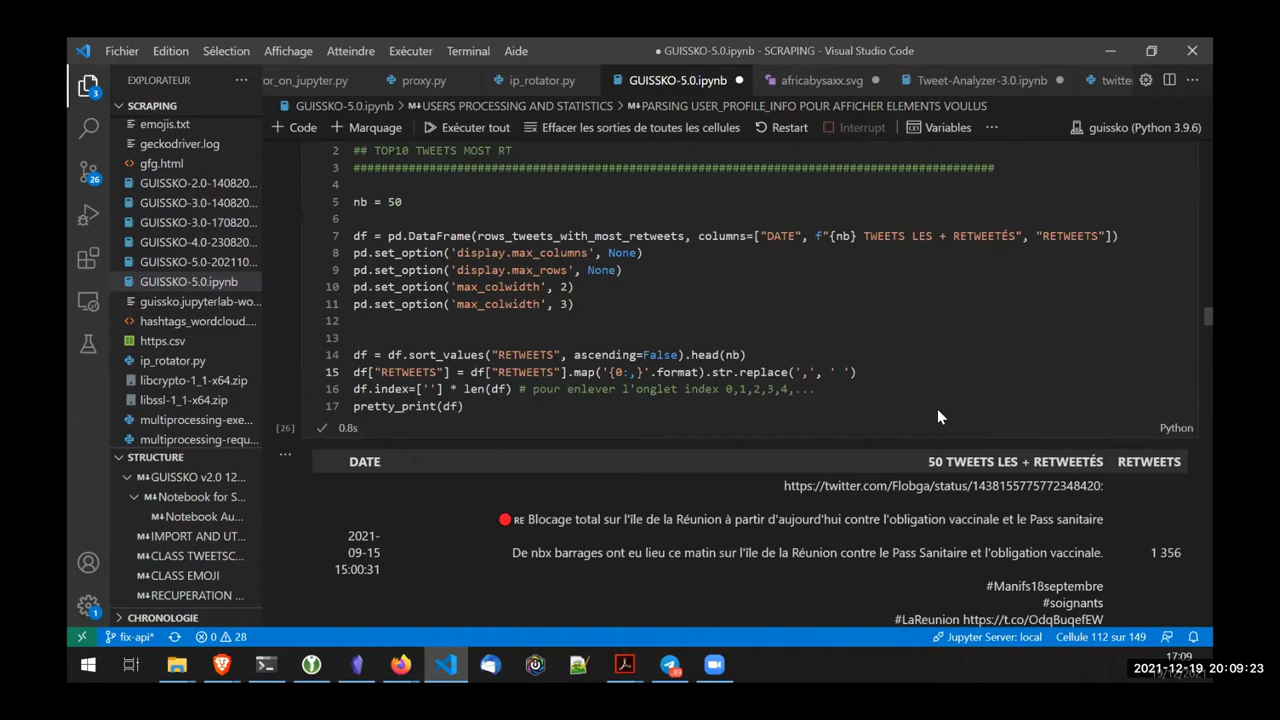 Fichier Edition Sélection Affichage Atteindre Exécuter Terminal Aide
● GUISSKO-5.0.ipynb - SCRAPING - Visual Studio Code
EXPLORATEUR ...
or_on_jupyter.py proxy.py ip_rotator.py GUISSKO-5.0.ipynb ● africabysaxx.svg ● Tweet-Analyzer-3.0.ipynb ● twitte
SCRAPING
GUISSKO-5.0.ipynb > M↓USERS PROCESSING AND STATISTICS > M↓PARSING USER_PROFILE_INFO POUR AFFICHER ELEMENTS VOULUS
+ Code + Marquage Exécuter tout Effacer les sorties de toutes les cellules Restart Interrupt Variables ... guissko (Python 3.9.6)
emojis.txt
geckodriver.log
gfg.html
GUISSKO-2.0-140820...
GUISSKO-3.0-140820...
GUISSKO-3.0-170820...
GUISSKO-4.0-230820...
GUISSKO-5.0-202110...
GUISSKO-5.0.ipynb
guissko.jupyterlab-wo...
hashtags_wordcloud....
https.csv
ip_rotator.py
libcrypto-1_1-x64.zip
libssl-1_1-x64.zip
multiprocessing-exe...
multiprocessing-requ...
STRUCTURE
M↓GUISSKO v2.0 12...
M↓Notebook for S...
M↓Notebook Au...
M↓IMPORT AND UT...
M↓CLASS TWEETSC...
M↓CLASS EMOJI
M↓RECUPERATION ...
CHRONOLOGIE
3
26
1
2 ## TOP10 TWEETS MOST RT
3 ###########################################################################################
4
5 nb = 50
6
7 df = pd.DataFrame(rows_tweets_with_most_retweets, columns=["DATE", f"{nb} TWEETS LES + RETWEETÉS", "RETWEETS"])
8 pd.set_option('display.max_columns', None)
9 pd.set_option('display.max_rows', None)
10 pd.set_option('max_colwidth', 2)
11 pd.set_option('max_colwidth', 3)
12
13
14 df = df.sort_values("RETWEETS", ascending=False).head(nb)
15 df["RETWEETS"] = df["RETWEETS"].map('{0:,}'.format).str.replace(',', ' ')
16 df.index=[''] * len(df) # pour enlever l'onglet index 0,1,2,3,4,...
17 pretty_print(df)
[26] ✓ 0.8s Python
... DATE 50 TWEETS LES + RETWEETÉS RETWEETS
https://twitter.com/Flobga/status/1438155775772348420:
🔴 RE Blocage total sur l'île de la Réunion à partir d'aujourd'hui contre l'obligation vaccinale et le Pass sanitaire
2021-
09-15
15:00:31
De nbx barrages ont eu lieu ce matin sur l'île de la Réunion contre le Pass Sanitaire et l'obligation vaccinale. 1 356
#Manifs18septembre
#soignants
#LaReunion https://t.co/OdqBuqefEW
fix-api* 0 28 Jupyter Server: local Cellule 112 sur 149
17:09
2021-12-19 20:09:23